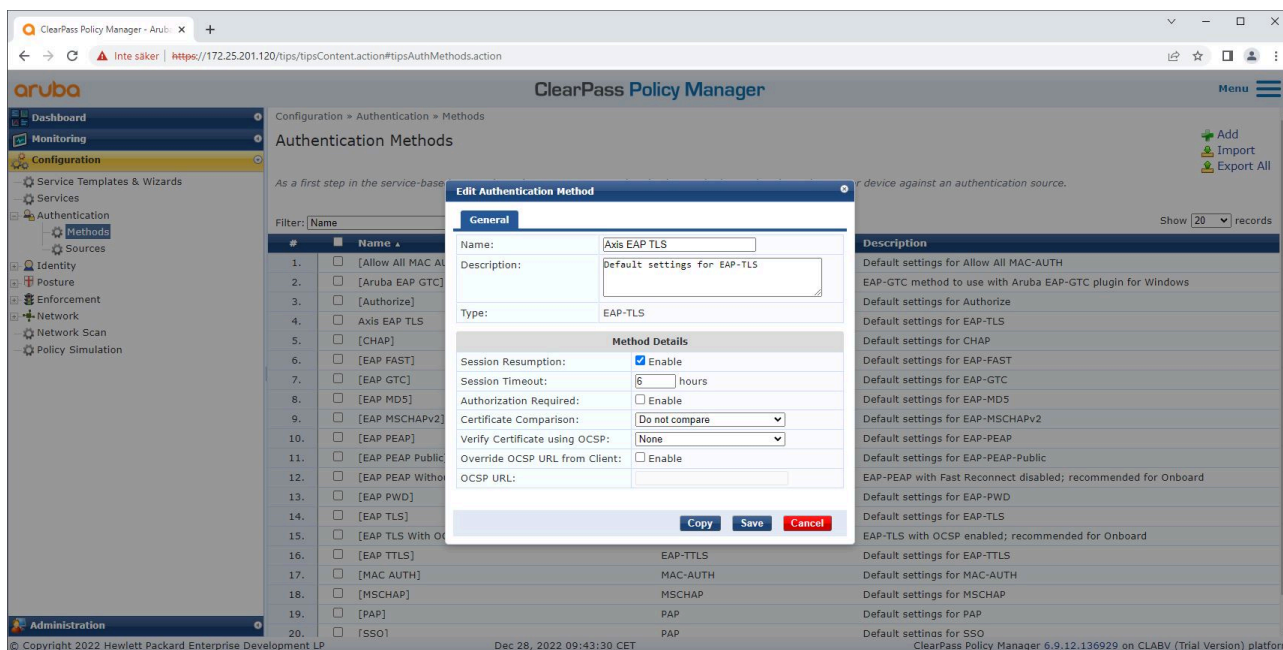 ClearPass Policy Manager - Arub
Inte säker | https://172.25.201.120/tips/tipsContent.action#tipsAuthMethods.action
aruba
ClearPass Policy Manager
Menu
Dashboard
Monitoring
Configuration
Service Templates & Wizards
Services
Authentication
Methods
Sources
Identity
Posture
Enforcement
Network
Network Scan
Policy Simulation
Administration
Configuration » Authentication » Methods
Authentication Methods
Add
Import
Export All
As a first step in the service-base
r device against an authentication source.
Filter: Name
Show 20 records
# Name Description
1. [Allow All MAC AU Default settings for Allow All MAC-AUTH
2. [Aruba EAP GTC] EAP-GTC method to use with Aruba EAP-GTC plugin for Windows
3. [Authorize] Default settings for Authorize
4. Axis EAP TLS Default settings for EAP-TLS
5. [CHAP] Default settings for CHAP
6. [EAP FAST] Default settings for EAP-FAST
7. [EAP GTC] Default settings for EAP-GTC
8. [EAP MD5] Default settings for EAP-MD5
9. [EAP MSCHAPv2] Default settings for EAP-MSCHAPv2
10. [EAP PEAP] Default settings for EAP-PEAP
11. [EAP PEAP Public Default settings for EAP-PEAP-Public
12. [EAP PEAP Witho EAP-PEAP with Fast Reconnect disabled; recommended for Onboard
13. [EAP PWD] Default settings for EAP-PWD
14. [EAP TLS] Default settings for EAP-TLS
15. [EAP TLS With OC EAP-TLS with OCSP enabled; recommended for Onboard
16. [EAP TTLS] EAP-TTLS Default settings for EAP-TTLS
17. [MAC AUTH] MAC-AUTH Default settings for MAC-AUTH
18. [MSCHAP] MSCHAP Default settings for MSCHAP
19. [PAP] PAP Default settings for PAP
20. [SSO] PAP Default settings for SSO
Edit Authentication Method
General
Name: Axis EAP TLS
Description: Default settings for EAP-TLS
Type: EAP-TLS
Method Details
Session Resumption: Enable
Session Timeout: 6 hours
Authorization Required: Enable
Certificate Comparison: Do not compare
Verify Certificate using OCSP: None
Override OCSP URL from Client: Enable
OCSP URL:
Copy Save Cancel
© Copyright 2022 Hewlett Packard Enterprise Development LP
Dec 28, 2022 09:43:30 CET
ClearPass Policy Manager 6.9.12.136929 on CLABV (Trial Version) platfor